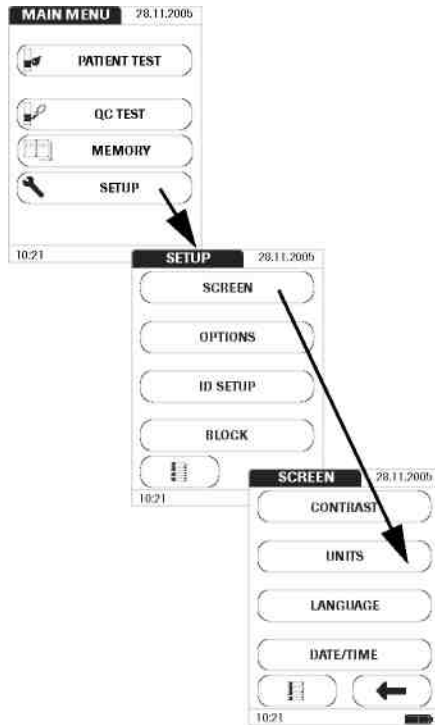 MAIN MENU 28.11.2005
PATIENT TEST
QC TEST
MEMORY
SETUP
10:21
SETUP 28.11.2005
SCREEN
OPTIONS
ID SETUP
BLOCK
10:21
SCREEN 28.11.2005
CONTRAST
UNITS
LANGUAGE
DATE/TIME
10:21